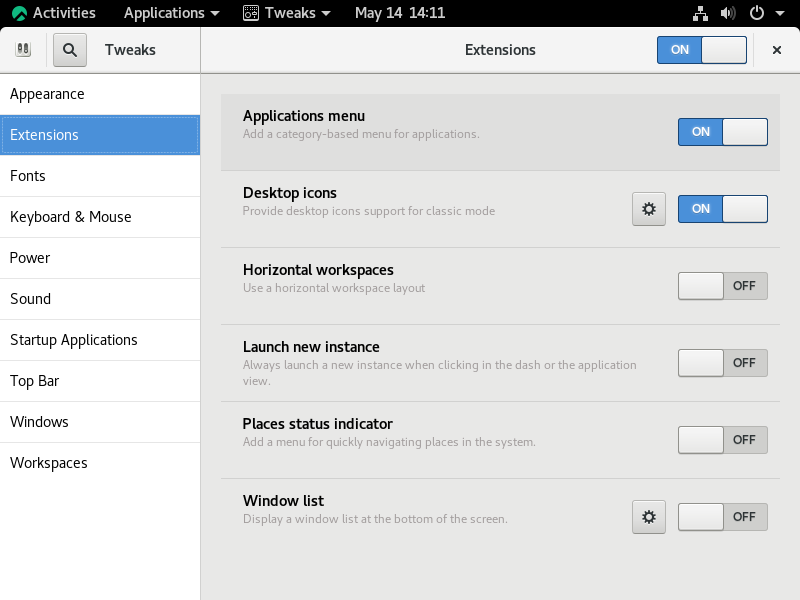 Activities Applications Tweaks May 14 14:11
Tweaks Extensions ON
Appearance
Extensions
Fonts
Keyboard & Mouse
Power
Sound
Startup Applications
Top Bar
Windows
Workspaces
Applications menu
Add a category-based menu for applications.
ON
Desktop icons
Provide desktop icons support for classic mode
ON
Horizontal workspaces
Use a horizontal workspace layout
OFF
Launch new instance
Always launch a new instance when clicking in the dash or the application
view.
OFF
Places status indicator
Add a menu for quickly navigating places in the system.
OFF
Window list
Display a window list at the bottom of the screen.
OFF